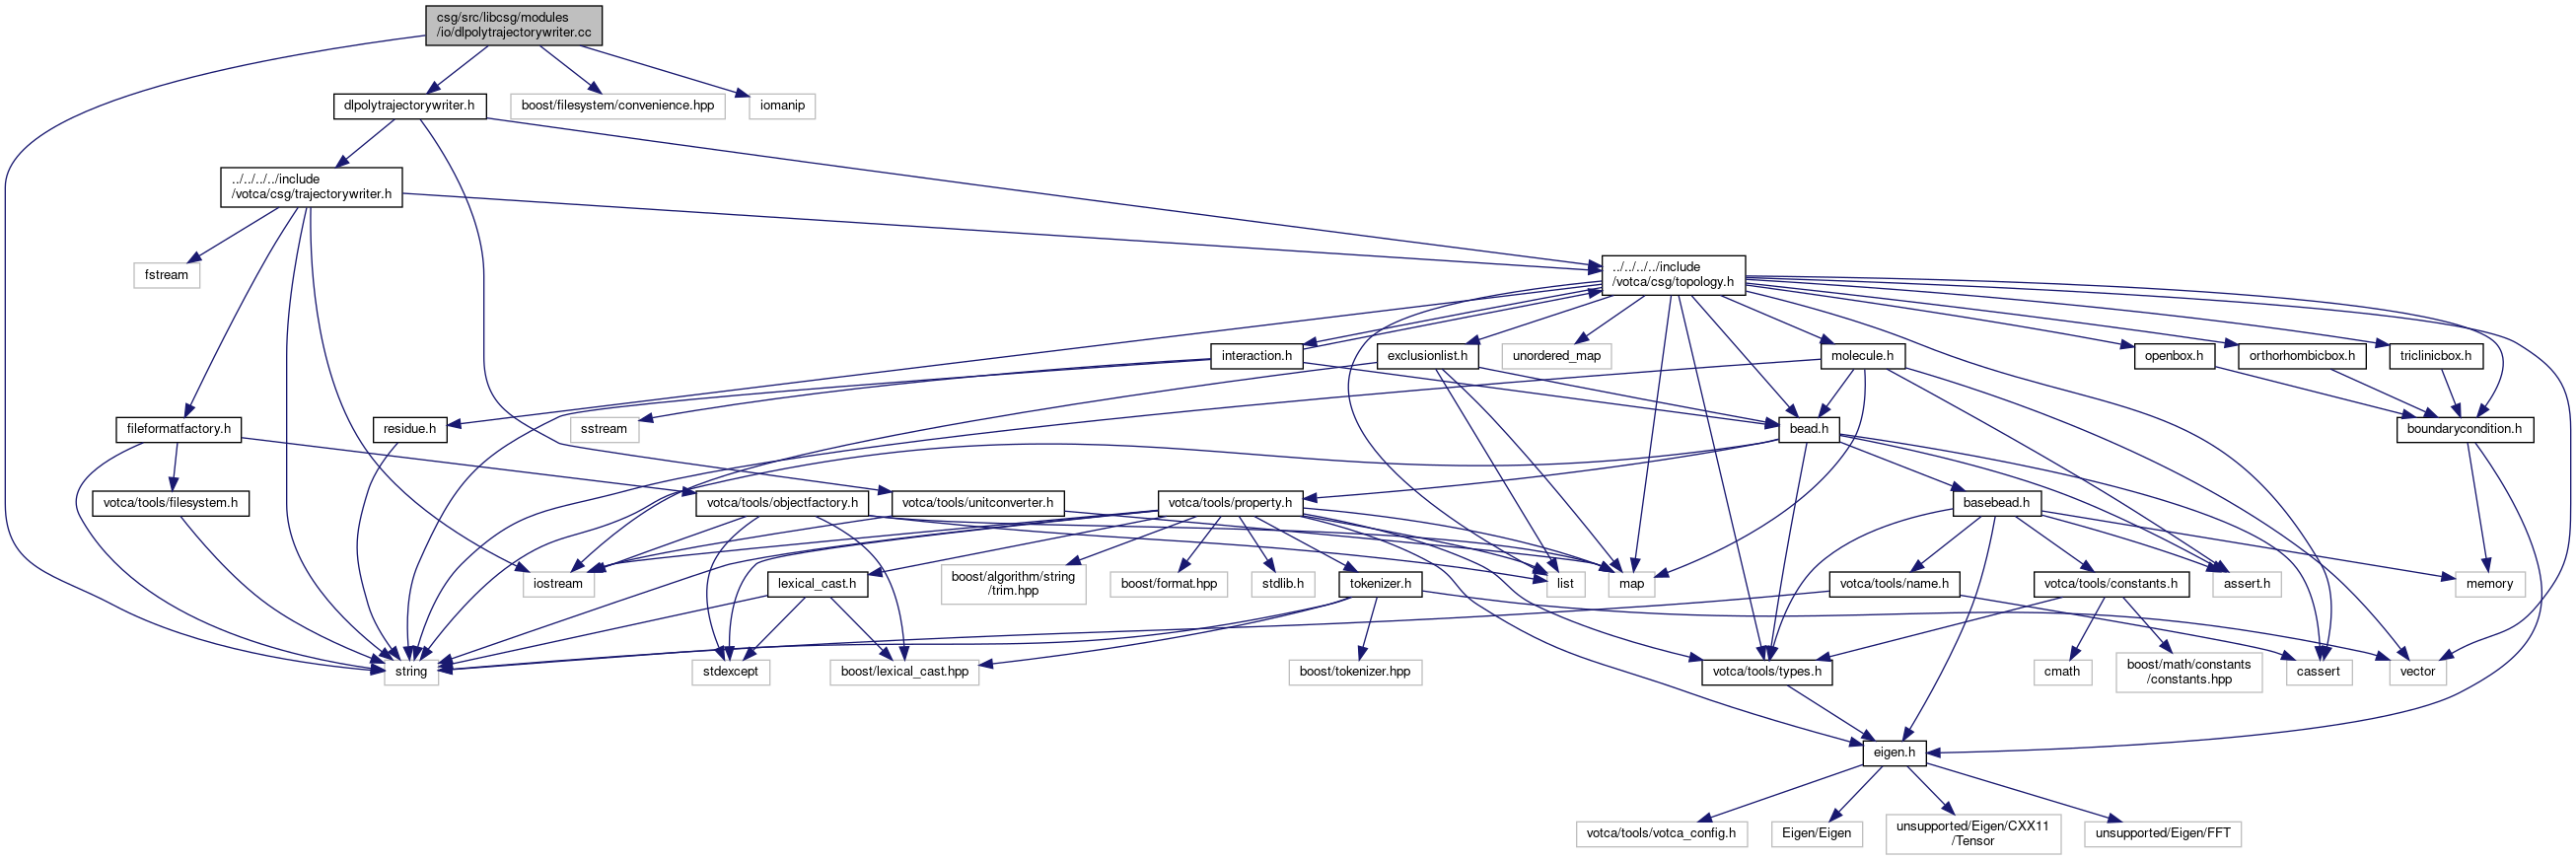 csg/src/libcsg/modules
/io/dlpolytrajectorywriter.cc
dlpolytrajectorywriter.h
boost/filesystem/convenience.hpp
iomanip
../../../../include
/votca/csg/trajectorywriter.h
fstream
../../../../include
/votca/csg/topology.h
interaction.h
exclusionlist.h
unordered_map
molecule.h
openbox.h
orthorhombicbox.h
triclinicbox.h
fileformatfactory.h
residue.h
sstream
bead.h
boundarycondition.h
votca/tools/filesystem.h
votca/tools/objectfactory.h
votca/tools/unitconverter.h
votca/tools/property.h
basebead.h
iostream
lexical_cast.h
boost/algorithm/string
/trim.hpp
boost/format.hpp
stdlib.h
tokenizer.h
list
map
votca/tools/name.h
votca/tools/constants.h
assert.h
memory
string
stdexcept
boost/lexical_cast.hpp
boost/tokenizer.hpp
votca/tools/types.h
cmath
boost/math/constants
/constants.hpp
cassert
vector
eigen.h
votca/tools/votca_config.h
Eigen/Eigen
unsupported/Eigen/CXX11
/Tensor
unsupported/Eigen/FFT